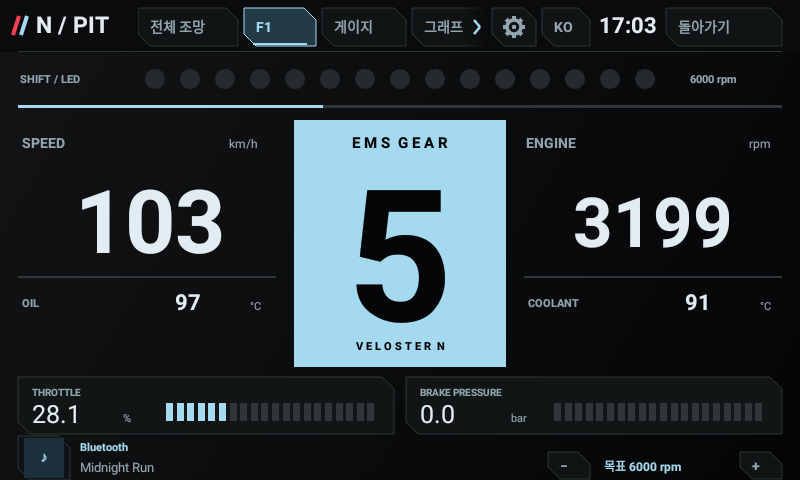 N / PIT 전체 조망 F1 게이지 그래프 KO 17:03 돌아가기
SHIFT / LED 6000 rpm
SPEED km/h
103
OIL 97 °C
EMS GEAR
5
VELOSTER N
ENGINE rpm
3199
COOLANT 91 °C
THROTTLE
28.1 %
BRAKE PRESSURE
0.0 bar
Bluetooth
Midnight Run
− 목표 6000 rpm +